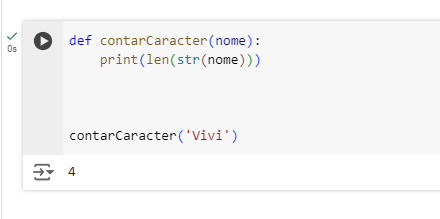 def contarCaracter(nome):
    print(len(str(nome)))
contarCaracter('Vivi')
0s
4